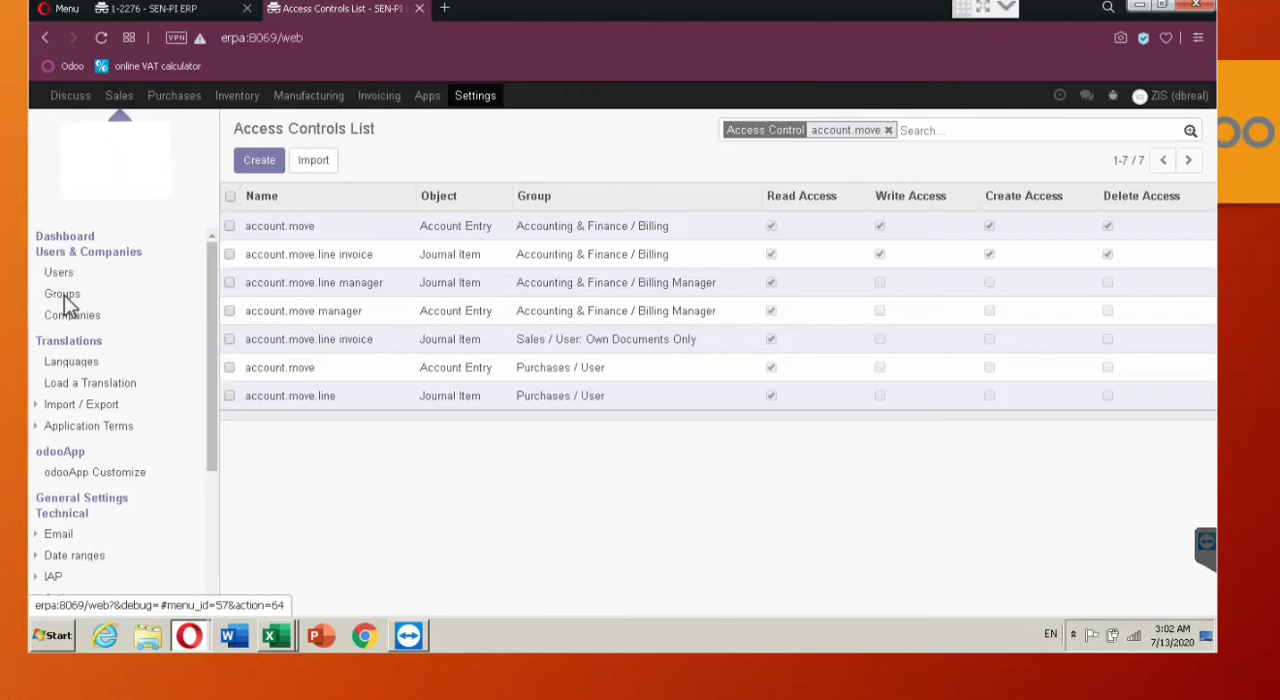 Menu 1-2276 - SEN-PI ERP Access Controls List - SEN-PI
VPN erpa:8069/web
Odoo online VAT calculator
Discuss Sales Purchases Inventory Manufacturing Invoicing Apps Settings ZIS (dbreal)
Access Controls List Access Control account.move Search...
Create Import 1-7 / 7
Name Object Group Read Access Write Access Create Access Delete Access
account.move Account Entry Accounting & Finance / Billing
account.move.line invoice Journal Item Accounting & Finance / Billing
account.move.line manager Journal Item Accounting & Finance / Billing Manager
account.move manager Account Entry Accounting & Finance / Billing Manager
account.move.line invoice Journal Item Sales / User: Own Documents Only
account.move Account Entry Purchases / User
account.move.line Journal Item Purchases / User
Dashboard
Users & Companies
Users
Groups
Companies
Translations
Languages
Load a Translation
Import / Export
Application Terms
odooApp
odooApp Customize
General Settings
Technical
Email
Date ranges
IAP
erpa:8069/web?&debug=#menu_id=57&action=64
Start EN 3:02 AM
7/13/2020